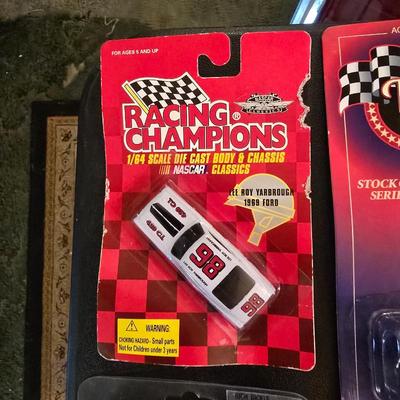 FOR AGES 5 AND UP
NASCAR
RACING
CHAMPIONS®
1/64 SCALE DIE CAST BODY & CHASSIS
NASCAR CLASSICS
LEE ROY YARBROUGH
1969 FORD
98
98
WARNING:
CHOKING HAZARD - Small parts
Not for Children under 3 years
STOCK
SERI